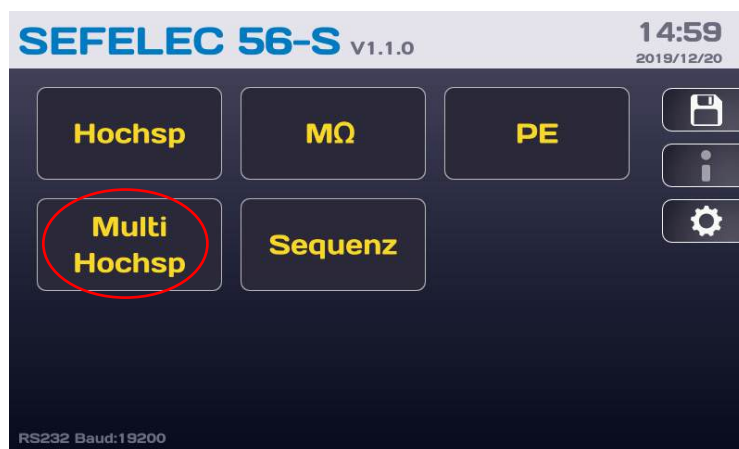 SEFELEC 56-S V1.1.0
14:59
2019/12/20
Hochsp
MΩ
PE
Multi
Hochsp
Sequenz
RS232 Baud:19200